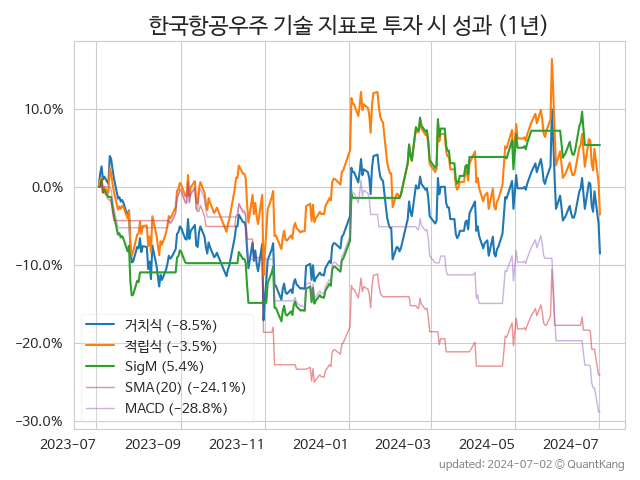 한국항공우주 기술 지표로 투자 시 성과 (1년)
10.0%
0.0%
−10.0%
−20.0%
−30.0%
거치식 (−8.5%)
적립식 (−3.5%)
SigM (5.4%)
SMA(20) (−24.1%)
MACD (−28.8%)
2023-07 2023-09 2023-11 2024-01 2024-03 2024-05 2024-07
updated: 2024-07-02 © QuantKang